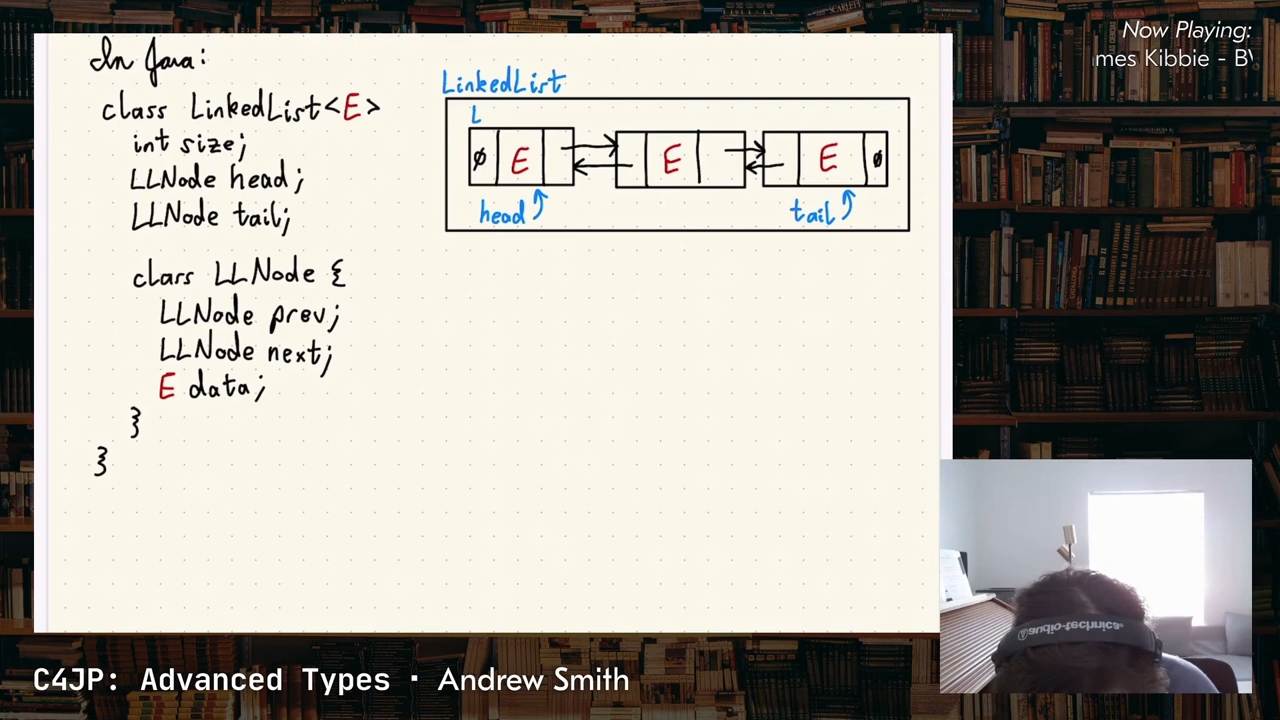 In Java:
class LinkedList<E>
int size;
LLNode head;
LLNode tail;
class LLNode {
LLNode prev;
LLNode next;
E data;
}
}
LinkedList
L
ø E
E
E ø
head
tail
Now Playing:
mes Kibbie - BV
audio-technica
C4JP: Advanced Types · Andrew Smith